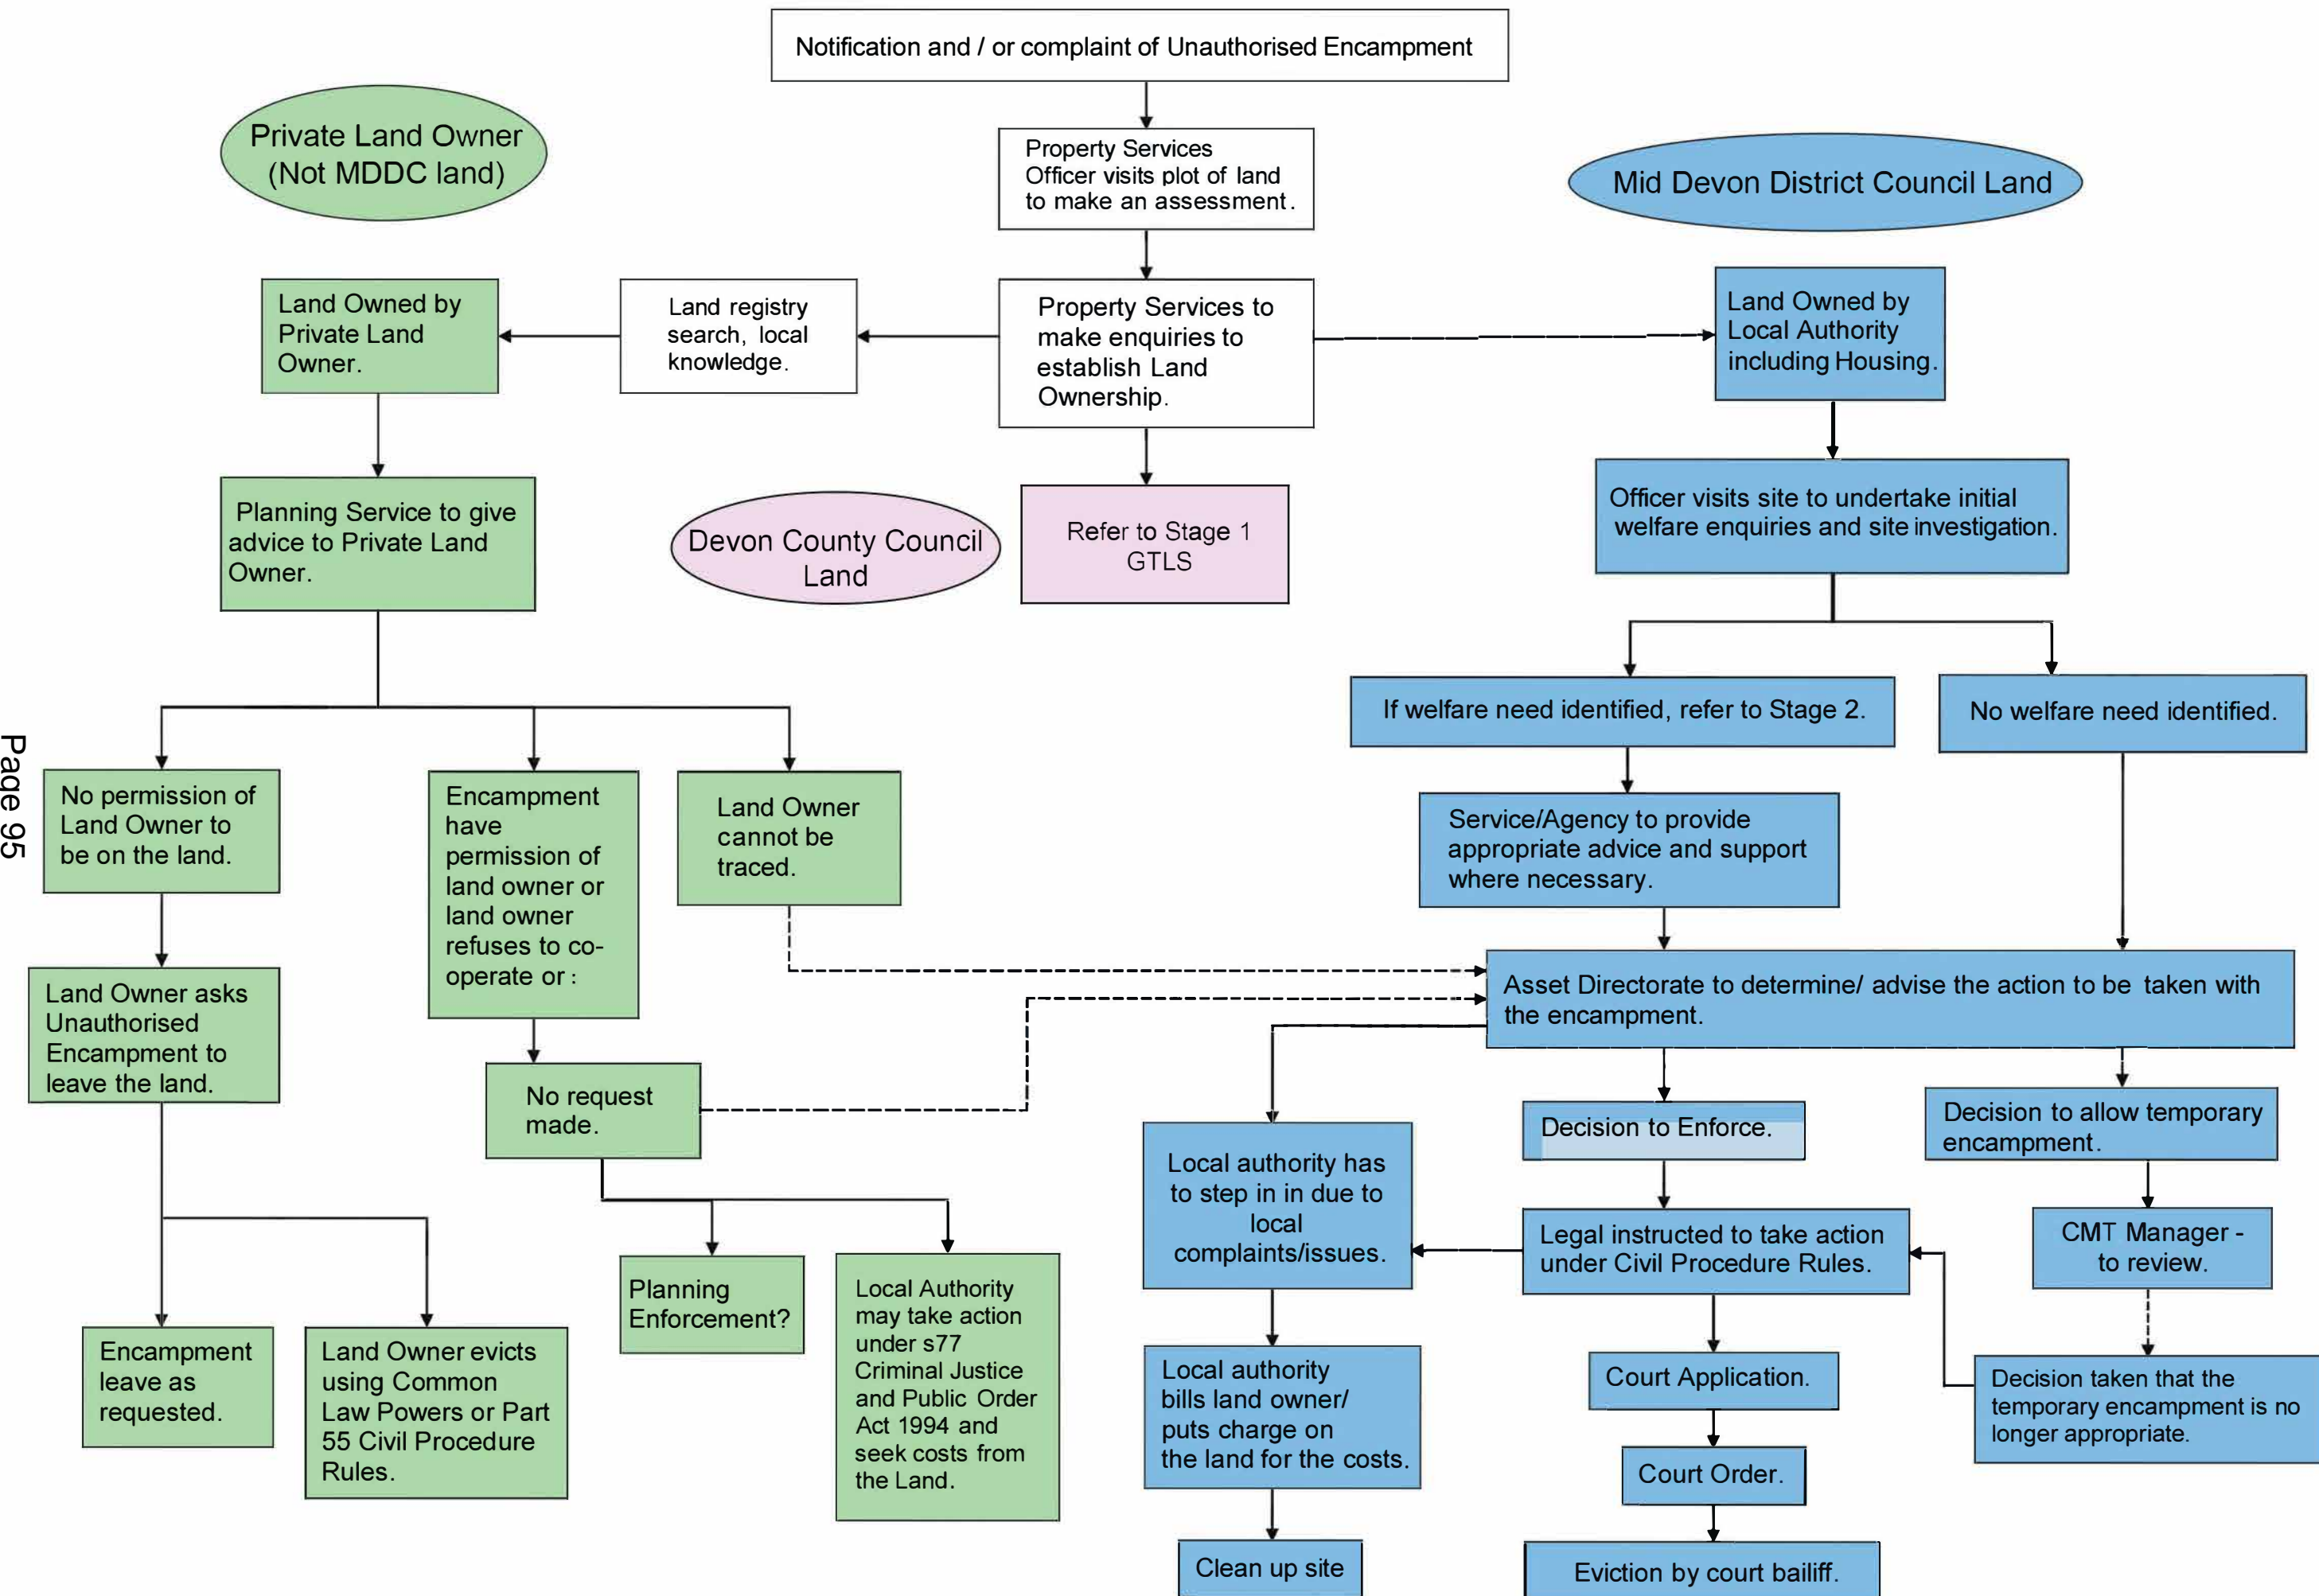 Notification and / or complaint of Unauthorised Encampment
Private Land Owner
(Not MDDC land)
Property Services
Officer visits plot of land
to make an assessment.
Mid Devon District Council Land
Land Owned by
Private Land
Owner.
Land registry
search, local
knowledge.
Property Services to
make enquiries to
establish Land
Ownership.
Land Owned by
Local Authority
including Housing.
Planning Service to give
advice to Private Land
Owner.
Devon County Council
Land
Refer to Stage 1
GTLS
Officer visits site to undertake initial
welfare enquiries and site investigation.
If welfare need identified, refer to Stage 2.
No welfare need identified.
Page 95
No permission of
Land Owner to
be on the land.
Encampment
have
permission of
land owner or
land owner
refuses to co-
operate or :
Land Owner
cannot be
traced.
Service/Agency to provide
appropriate advice and support
where necessary.
Land Owner asks
Unauthorised
Encampment to
leave the land.
Asset Directorate to determine/ advise the action to be taken with
the encampment.
No request
made.
Decision to Enforce.
Decision to allow temporary
encampment.
Local authority has
to step in in due to
local
complaints/issues.
Legal instructed to take action
under Civil Procedure Rules.
CMT Manager -
to review.
Planning
Enforcement?
Local Authority
may take action
under s77
Criminal Justice
and Public Order
Act 1994 and
seek costs from
the Land.
Encampment
leave as
requested.
Land Owner evicts
using Common
Law Powers or Part
55 Civil Procedure
Rules.
Local authority
bills land owner/
puts charge on
the land for the costs.
Court Application.
Decision taken that the
temporary encampment is no
longer appropriate.
Court Order.
Clean up site
Eviction by court bailiff.